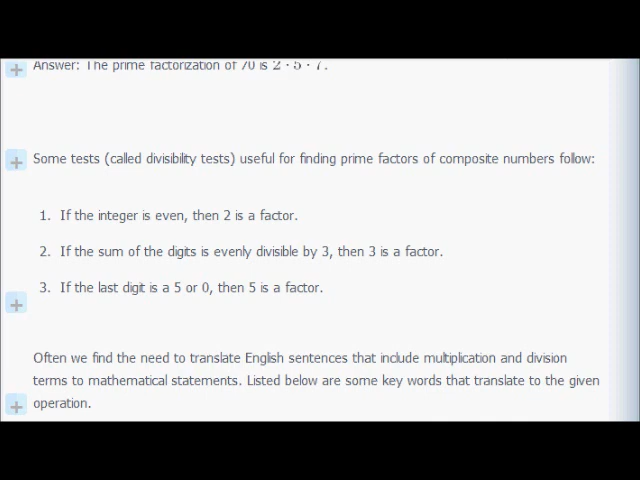 Answer: The prime factorization of 70 is 2 · 5 · 7.
Some tests (called divisibility tests) useful for finding prime factors of composite numbers follow:
1. If the integer is even, then 2 is a factor.
2. If the sum of the digits is evenly divisible by 3, then 3 is a factor.
3. If the last digit is a 5 or 0, then 5 is a factor.
Often we find the need to translate English sentences that include multiplication and division
terms to mathematical statements. Listed below are some key words that translate to the given
operation.